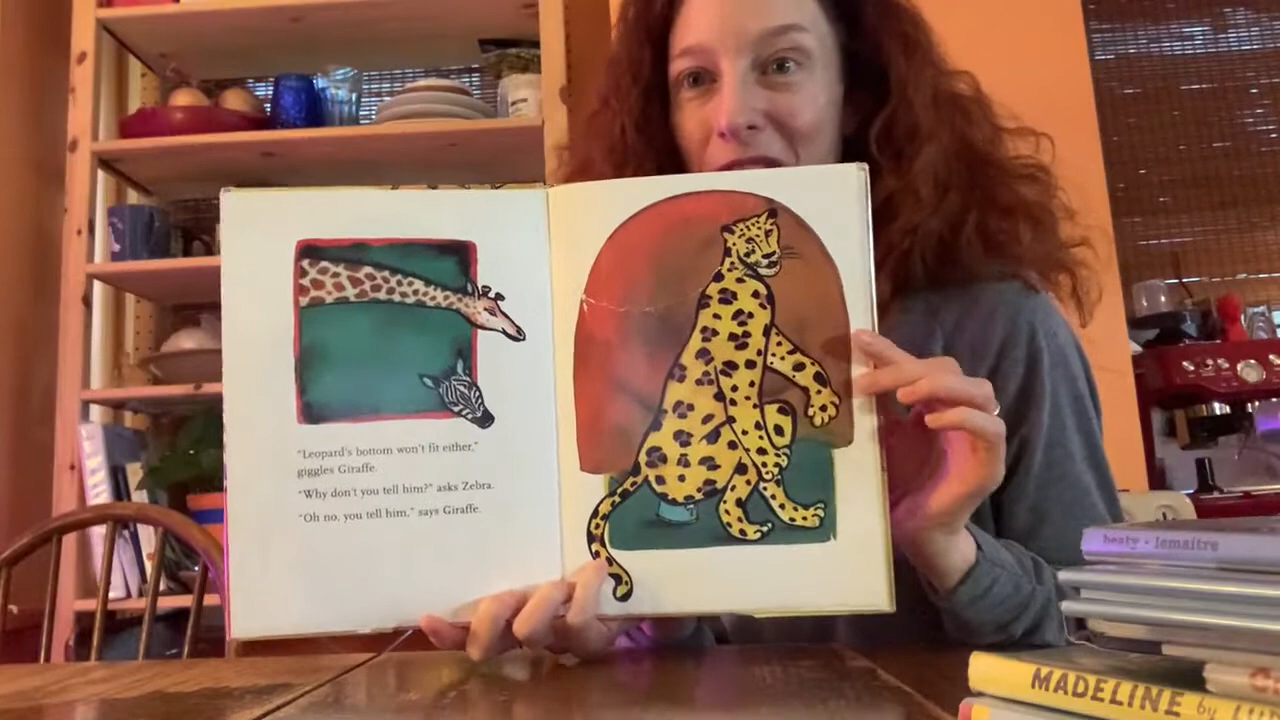 "Leopard's bottom won't fit either,"
giggles Giraffe.
"Why don't you tell him?" asks Zebra.
"Oh no, you tell him," says Giraffe.
beaty · lemaitre
MADELINE by